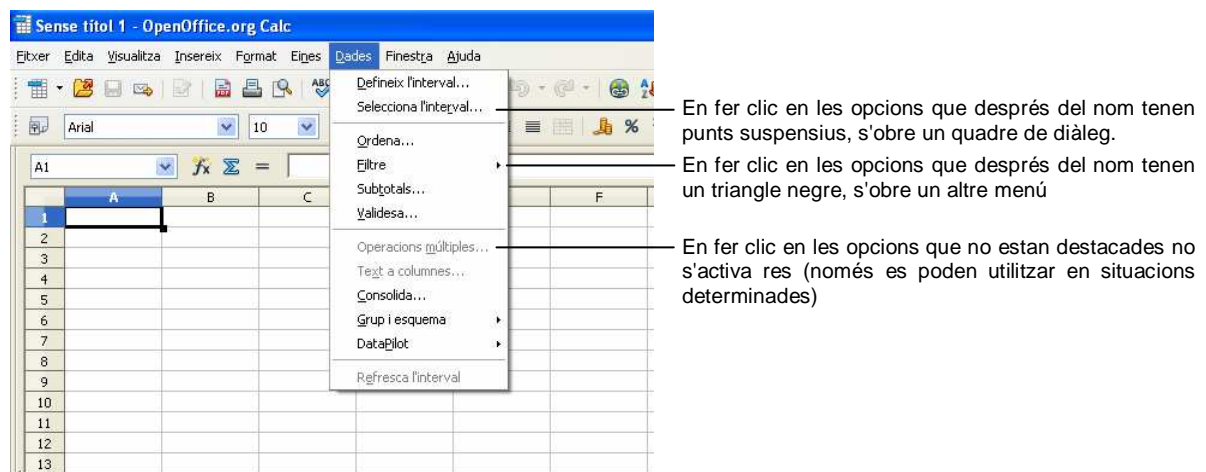 Sense títol 1 - OpenOffice.org Calc
Fitxer Edita Visualitza Insereix Format Eines Dades Finestra Ajuda
ABC
Arial 10 %
A1 fx Σ =
A B C F
1
2
3
4
5
6
7
8
9
10
11
12
13
Defineix l'interval...
Selecciona l'interval...
Ordena...
Filtre
Subtotals...
Validesa...
Operacions múltiples...
Text a columnes...
Consolida...
Grup i esquema
DataPilot
Refresca l'interval
En fer clic en les opcions que després del nom tenen
punts suspensius, s'obre un quadre de diàleg.
En fer clic en les opcions que després del nom tenen
un triangle negre, s'obre un altre menú
En fer clic en les opcions que no estan destacades no
s'activa res (només es poden utilitzar en situacions
determinades)